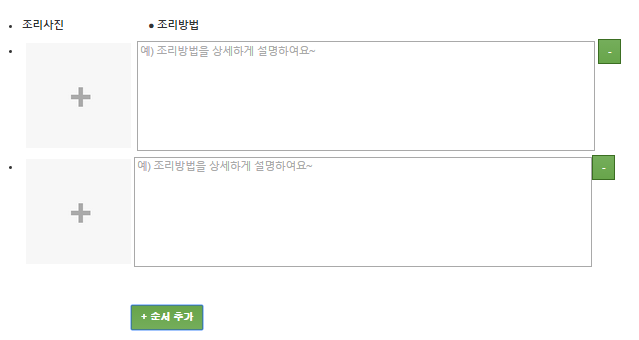 • 조리사진 ● 조리방법
예) 조리방법을 상세하게 설명하여요~
-
예) 조리방법을 상세하게 설명하여요~
-
+ 순서 추가